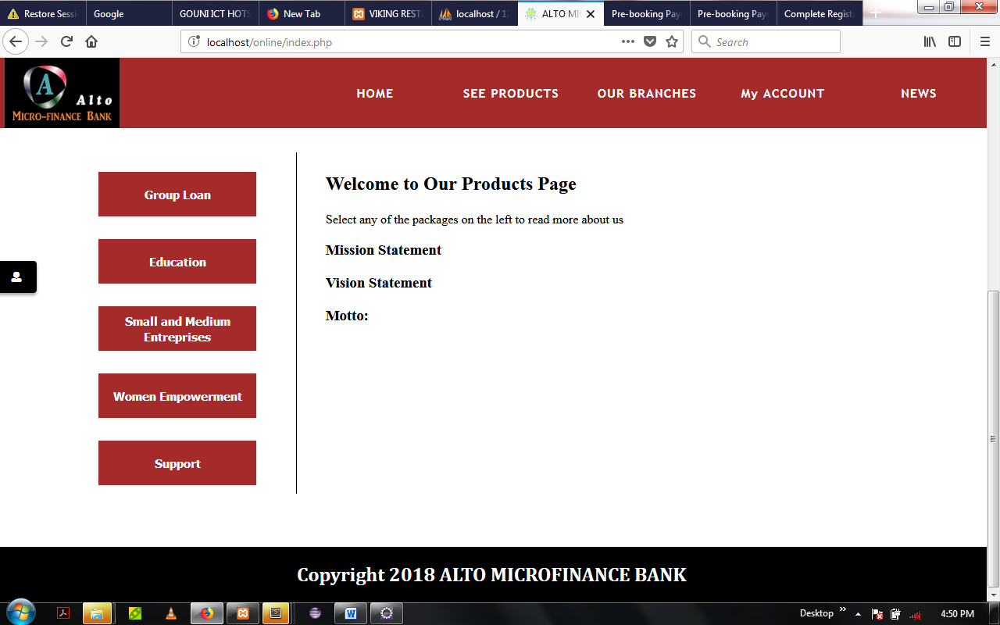 Restore Sessi
Google
GOUNI ICT HOTS
New Tab
VIKING RESTA
localhost / 12
ALTO MI
Pre-booking Pay
Pre-booking Pay
Complete Registr
localhost/online/index.php
Search
A
Alto
MICRO-FINANCE BANK
HOME
SEE PRODUCTS
OUR BRANCHES
My ACCOUNT
NEWS
Group Loan
Education
Small and Medium
Entreprises
Women Empowerment
Support
Welcome to Our Products Page
Select any of the packages on the left to read more about us
Mission Statement
Vision Statement
Motto:
Copyright 2018 ALTO MICROFINANCE BANK
Desktop
4:50 PM